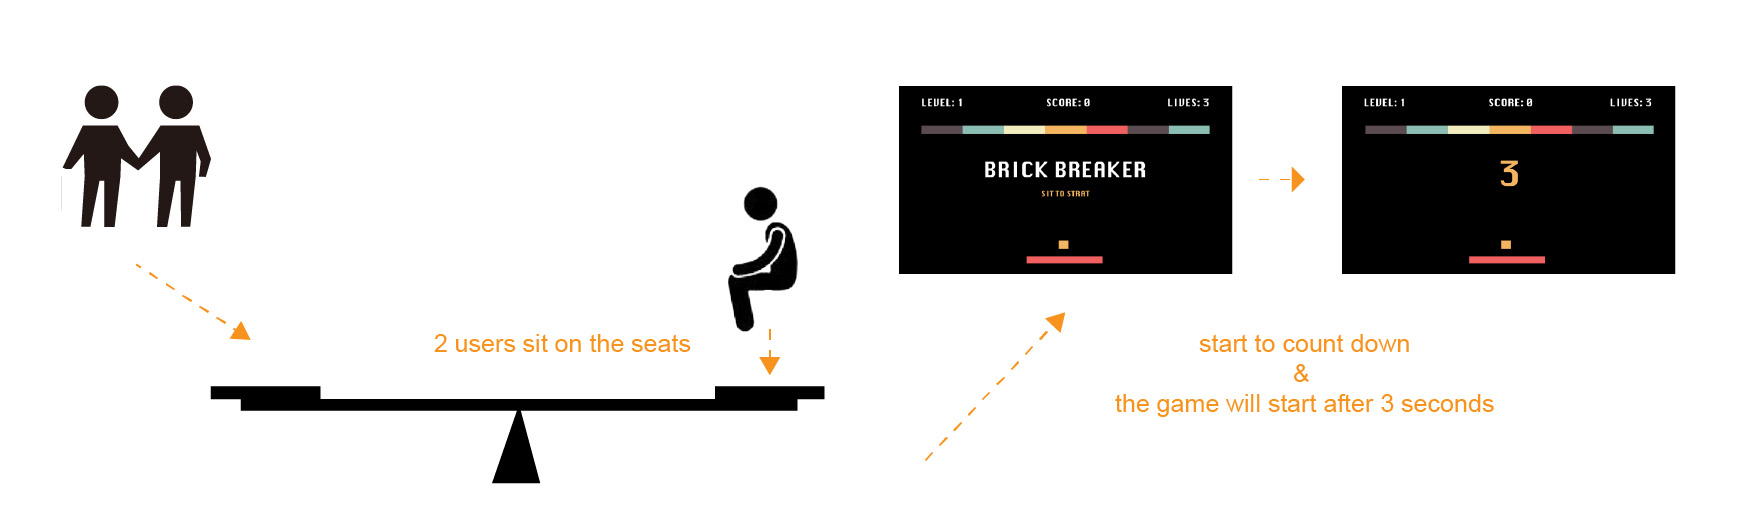 LEVEL: 1 SCORE: 0 LIVES: 3
BRICK BREAKER
SIT TO STRAT
LEVEL: 1 SCORE: 0 LIVES: 3
3
2 users sit on the seats
start to count down
&
the game will start after 3 seconds